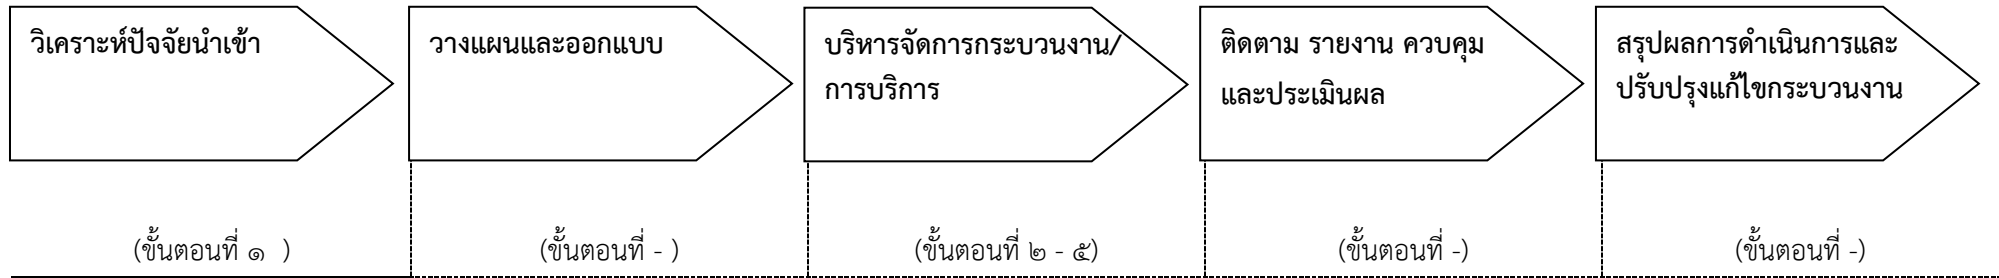 วิเคราะห์ปัจจัยนำเข้า
วางแผนและออกแบบ
บริหารจัดการกระบวนงาน/
การบริการ
ติดตาม รายงาน ควบคุม
และประเมินผล
สรุปผลการดำเนินการและ
ปรับปรุงแก้ไขกระบวนงาน
(ขั้นตอนที่ ๑ )
(ขั้นตอนที่ - )
(ขั้นตอนที่ ๒ - ๕)
(ขั้นตอนที่ -)
(ขั้นตอนที่ -)